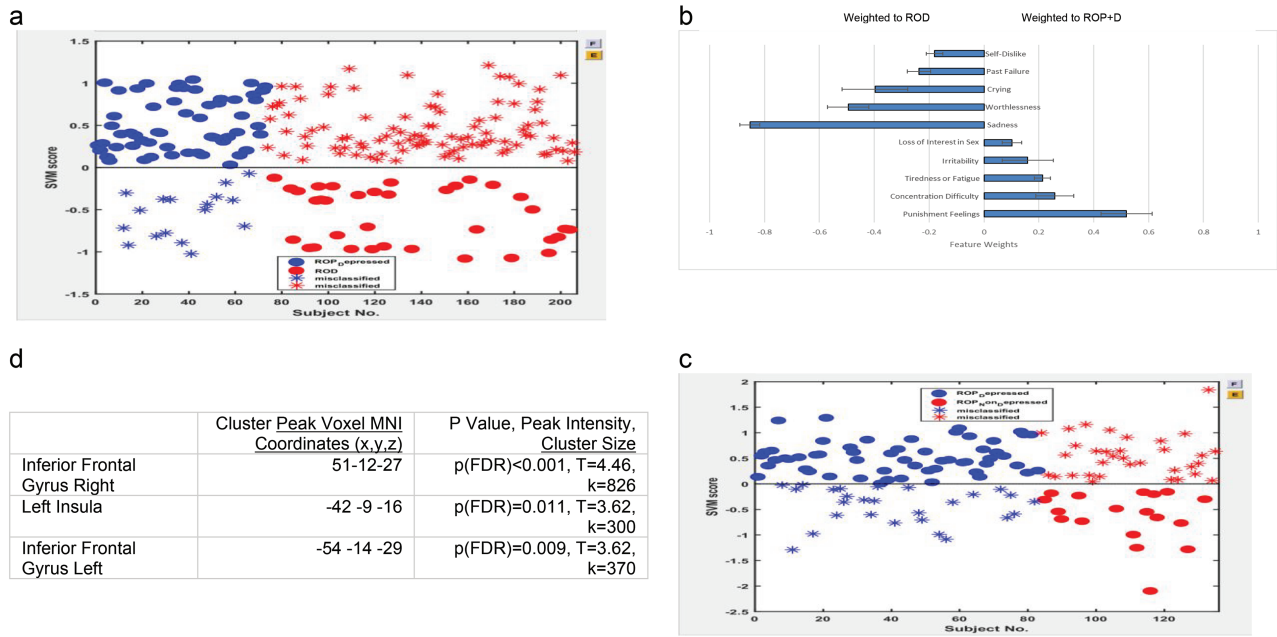 a
F
E
1.5
1
0.5
0
-0.5
-1
-1.5
SVM score
ROP_Depressed
ROD
misclassified
misclassified
0 20 40 60 80 100 120 140 160 180 200
Subject No.
b
Weighted to ROD Weighted to ROP+D
Self-Dislike
Past Failure
Crying
Worthlessness
Sadness
Loss of Interest in Sex
Irritability
Tiredness or Fatigue
Concentration Difficulty
Punishment Feelings
-1 -0.8 -0.6 -0.4 -0.2 0 0.2 0.4 0.6 0.8 1
Feature Weights
d
Cluster Peak Voxel MNI Coordinates (x,y,z)
P Value, Peak Intensity, Cluster Size
Inferior Frontal Gyrus Right
51-12-27
p(FDR)<0.001, T=4.46, k=826
Left Insula
-42 -9 -16
p(FDR)=0.011, T=3.62, k=300
Inferior Frontal Gyrus Left
-54 -14 -29
p(FDR)=0.009, T=3.62, k=370
c
F
E
2
1.5
1
0.5
0
-0.5
-1
-1.5
-2
-2.5
SVM score
ROP_Depressed
ROP_Non_Depressed
misclassified
misclassified
0 20 40 60 80 100 120
Subject No.